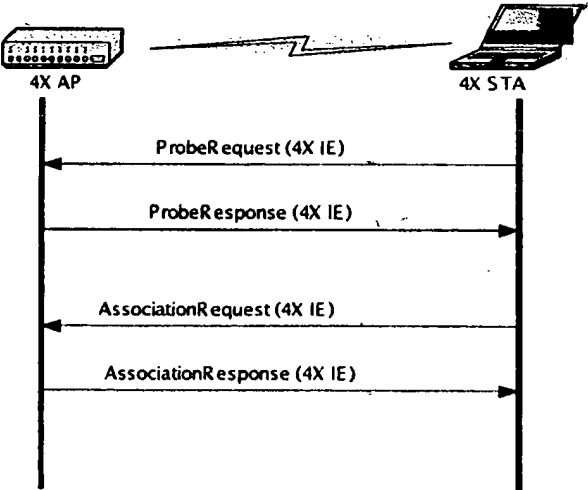 4X AP
4X STA
ProbeRequest (4X IE)
ProbeResponse (4X IE)
AssociationRequest (4X IE)
AssociationResponse (4X IE)